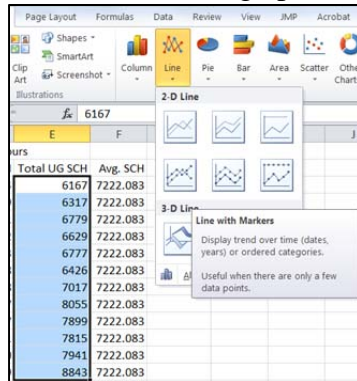 Page Layout Formulas Data Review View JMP Acrobat
Shapes
SmartArt
Screenshot
Clip Art
Column Line Pie Bar Area Scatter Othe
Chart
Illustrations
fx 6167
2-D Line
E F J
urs
Total UG SCH Avg. SCH
6167 7222.083
6317 7222.083
6779 7222.083
6629 7222.083
6777 7222.083
6426 7222.083
7017 7222.083
8055 7222.083
7899 7222.083
7815 7222.083
7941 7222.083
8843 7222.083
3-D Line
Line with Markers
Display trend over time (dates,
years) or ordered categories.
Useful when there are only a few
data points.